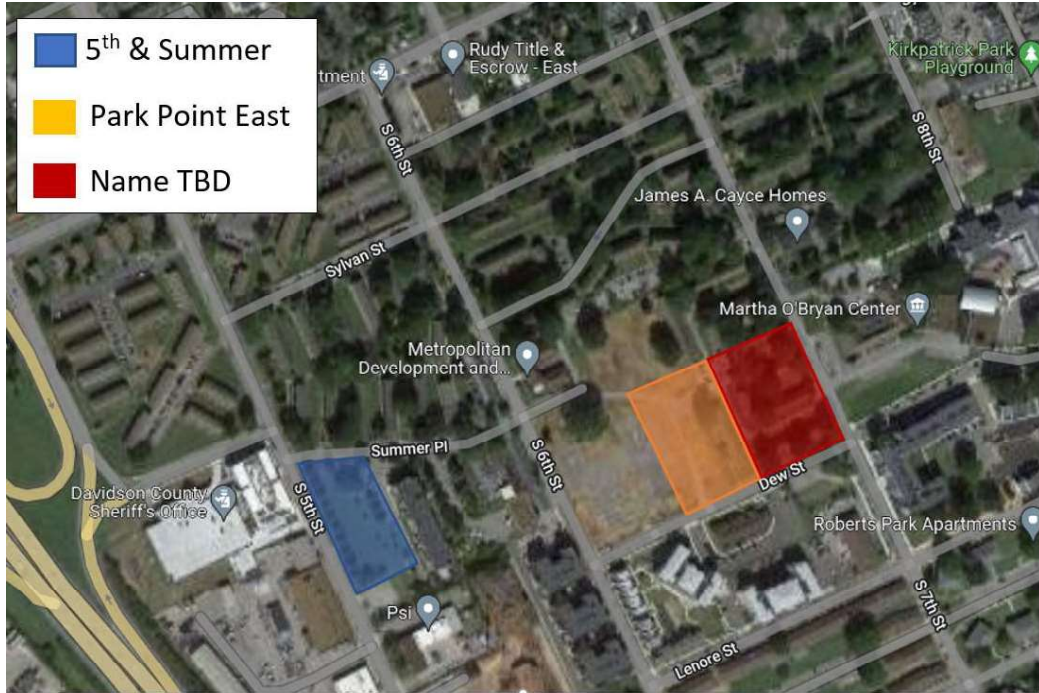 5th & Summer
Park Point East
Name TBD
rtment
Rudy Title &
Escrow - East
Kirkpatrick Park
Playground
S 6th St
S 8th St
James A. Cayce Homes
Sylvan St
Martha O'Bryan Center
Metropolitan
Development and...
Summer Pl
S 6th St
Dew St
Davidson County
Sheriff's Office
S 5th St
Roberts Park Apartments
Psi
S 7th St
Lenore St